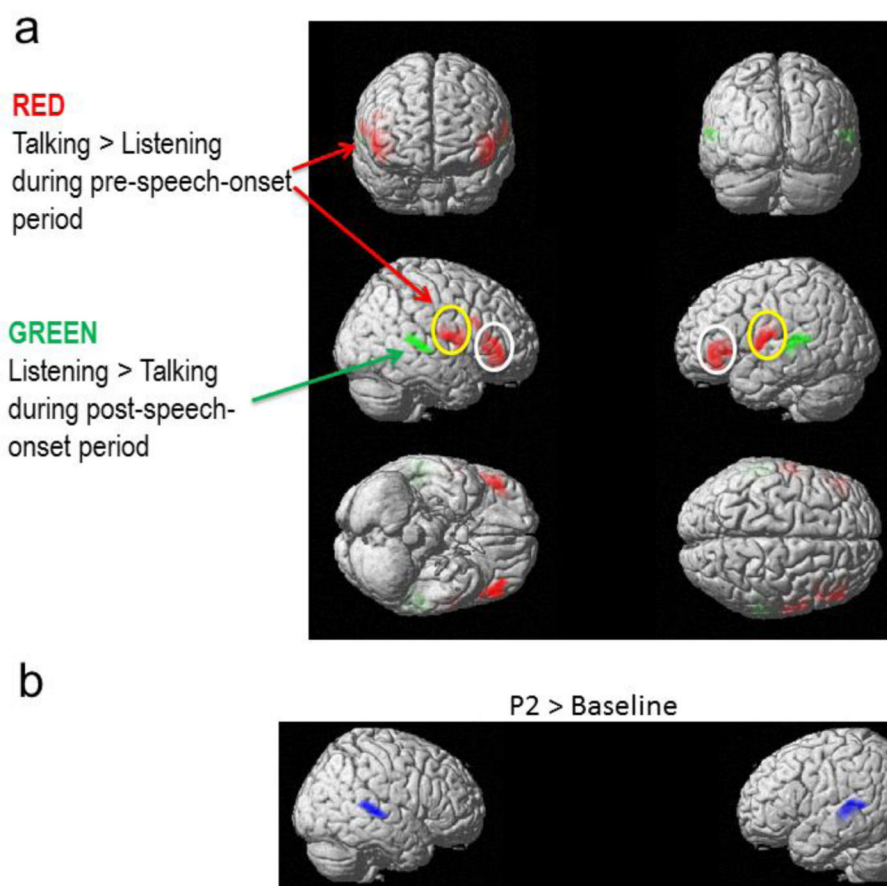 a
RED
Talking > Listening
during pre-speech-onset
period
GREEN
Listening > Talking
during post-speech-
onset period
b
P2 > Baseline